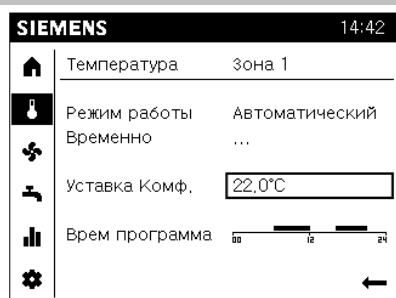 SIEMENS 14:42
Температура Зона 1
Режим работы Автоматический
Временно ...
Уставка Комф. 22,0°C
Врем программа
00 12 24